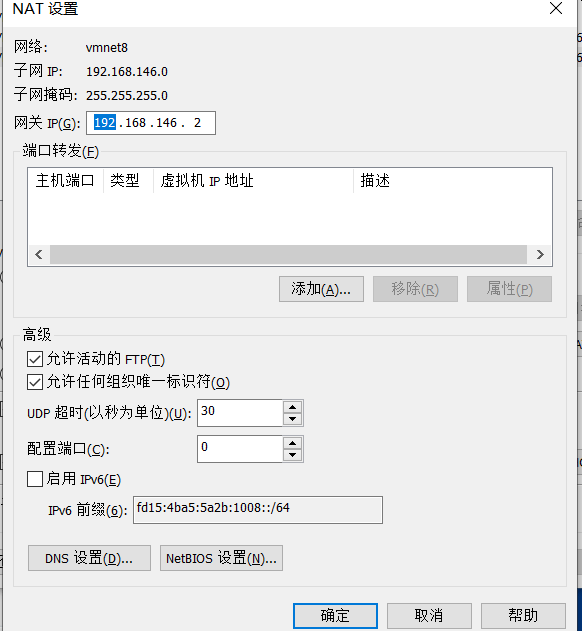 NAT 设置
网络: vmnet8
子网 IP: 192.168.146.0
子网掩码: 255.255.255.0
网关 IP(G): 192.168.146. 2
端口转发(F)
主机端口 类型 虚拟机 IP 地址 描述
添加(A)... 移除(R) 属性(P)
高级
允许活动的 FTP(T)
允许任何组织唯一标识符(O)
UDP 超时(以秒为单位)(U): 30
配置端口(C): 0
启用 IPv6(E)
IPv6 前缀(6): fd15:4ba5:5a2b:1008::/64
DNS 设置(D)... NetBIOS 设置(N)...
确定 取消 帮助